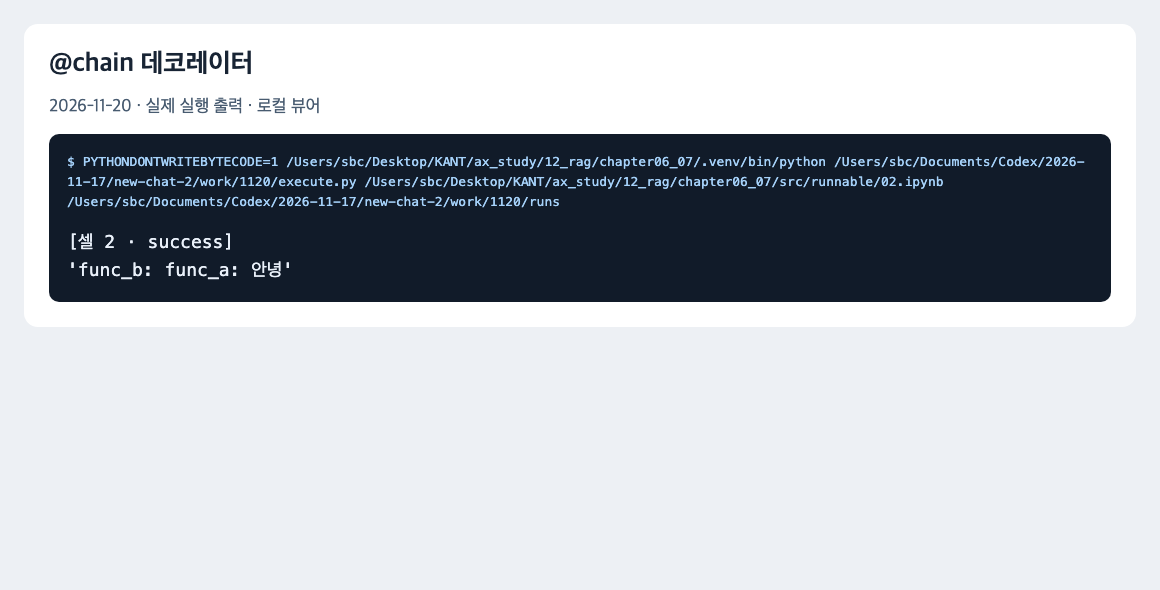 @chain 데코레이터
2026-11-20 · 실제 실행 출력 · 로컬 뷰어
$ PYTHONDONTWRITEBYTECODE=1 /Users/sbc/Desktop/KANT/ax_study/12_rag/chapter06_07/.venv/bin/python /Users/sbc/Documents/Codex/2026-
11-17/new-chat-2/work/1120/execute.py /Users/sbc/Desktop/KANT/ax_study/12_rag/chapter06_07/src/runnable/02.ipynb
/Users/sbc/Documents/Codex/2026-11-17/new-chat-2/work/1120/runs
[셀 2 · success]
'func_b: func_a: 안녕'